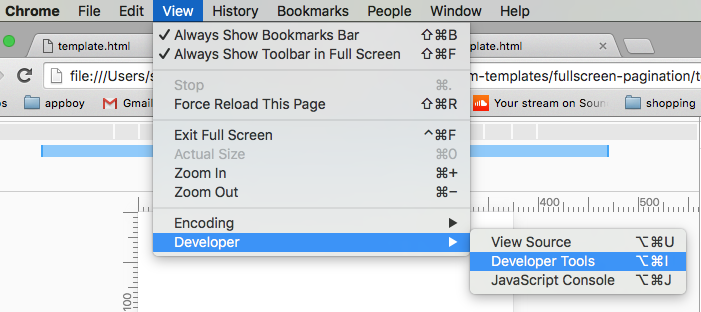 Chrome File Edit View History Bookmarks People Window Help
template.html
plate.html
file:///Users/s
m-templates/fullscreen-pagination/t
ps
appboy
Gmail
Your stream on Soun
shopping
✓ Always Show Bookmarks Bar ⇧⌘B
✓ Always Show Toolbar in Full Screen ⇧⌘F
Stop ⌘.
Force Reload This Page ⇧⌘R
Exit Full Screen ^⌘F
Actual Size ⌘0
Zoom In ⌘+
Zoom Out ⌘−
Encoding ▶
Developer ▶
400 500
100
View Source ⌥⌘U
Developer Tools ⌥⌘I
JavaScript Console ⌥⌘J